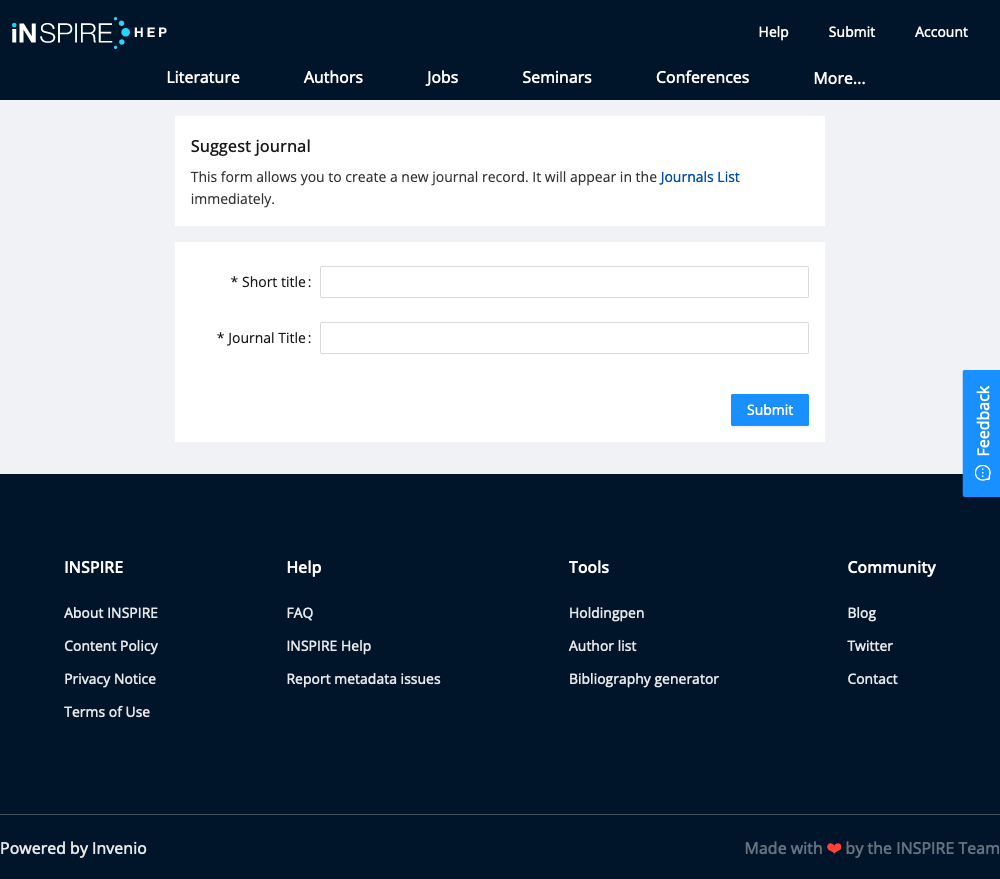 iNSPIRE HEP
Help Submit Account
Literature Authors Jobs Seminars Conferences More...
Suggest journal
This form allows you to create a new journal record. It will appear in the Journals List
immediately.
* Short title:
* Journal Title:
Submit
Feedback
INSPIRE
About INSPIRE
Content Policy
Privacy Notice
Terms of Use
Help
FAQ
INSPIRE Help
Report metadata issues
Tools
Holdingpen
Author list
Bibliography generator
Community
Blog
Twitter
Contact
Powered by Invenio
Made with ❤ by the INSPIRE Team